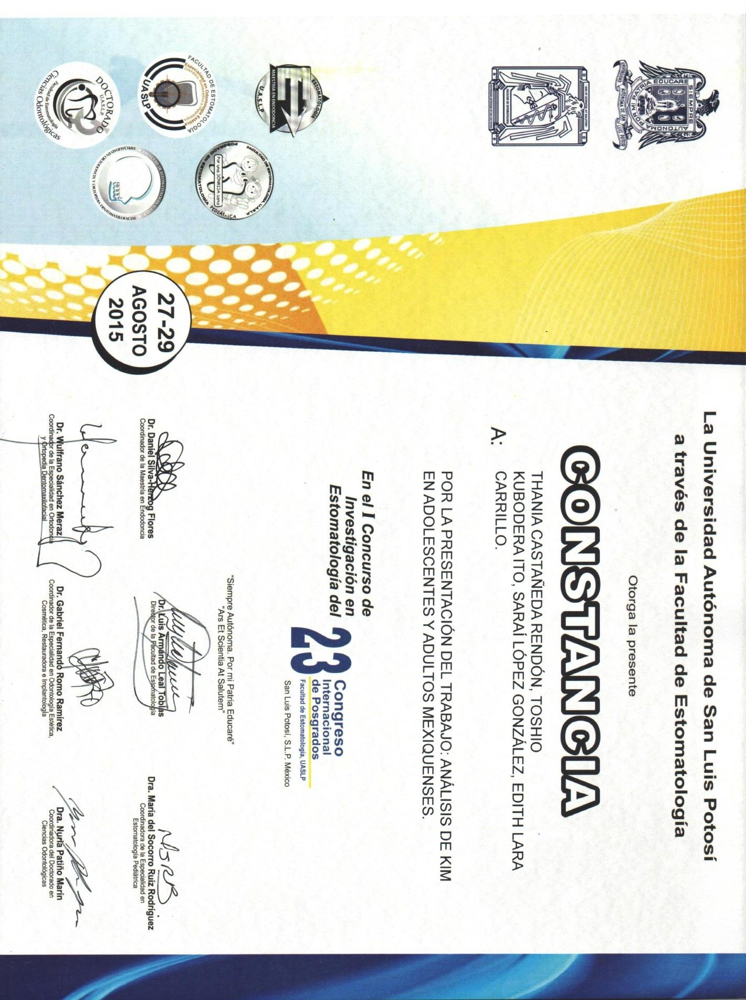 La Universidad Autónoma de San Luis Potosí
a través de la Facultad de Estomatología
Otorga la presente
CONSTANCIA
A:
THANIA CASTAÑEDA RENDÓN, TOSHIO
KUBODERA ITO, SARAÍ LÓPEZ GONZÁLEZ, EDITH LARA
CARRILLO.
POR LA PRESENTACIÓN DEL TRABAJO: ANÁLISIS DE KIM
EN ADOLESCENTES Y ADULTOS MEXIQUENSES.
En el I Concurso de
Investigación en
Estomatología del
23
Congreso
Internacional
de Posgrados
Facultad de Estomatología, UASLP
San Luis Potosí, S.L.P. México
"Siempre Autónoma. Por mi Patria Educaré"
"Ars Et Scientia At Salutem"
Dr. Daniel Silva-Herzog Flores
Coordinador de la Maestría en Endodoncia
Dr. Luis Armando Leal Tobías
Director de la Facultad de Estomatología
Dra. María del Socorro Ruíz Rodríguez
Coordinadora de la Especialidad en
Estomatología Pediátrica
Dr. Wulfrano Sánchez Meraz
Coordinador de la Especialidad en Ortodoncia
y Ortopedia Dentomaxilofacial
Dr. Gabriel Fernando Romo Ramírez
Coordinador de la Especialidad en Odontología Estética,
Cosmética, Restauradora e Implantología
Dra. Nuria Patiño Marín
Coordinadora del Doctorado en
Ciencias Odontológicas
27-29
AGOSTO
2015
SIEMPRE AUTONOMA POR MI PATRIA EDUCARE
UNIVERSIDAD AUTONOMA DE SAN LUIS POTOSI
FACULTAD DE ESTOMATOLOGIA
ESTOMATOLOGÍA
MAESTRÍA EN ENDODONCIA
U.A.S.L.P
FACULTAD DE ESTOMATOLOGÍA UASLP
Por una SONRISA sana
POSGRADO EN ESTOMATOLOGÍA PEDIÁTRICA
FACULTAD DE ESTOMATOLOGÍA
Especialidad en Odontología Estética
Cosmética, Restauradora e Implantología
UASLP
FACULTAD DE ESTOMATOLOGÍA U.A.S.L.P.
ESPECIALIDAD EN ORTODONCIA Y ORTOPEDIA DENTOMAXILOFACIAL
DOCTORADO
U.A.S.L.P.
Facultad de Estomatología
Ciencias Odontológicas